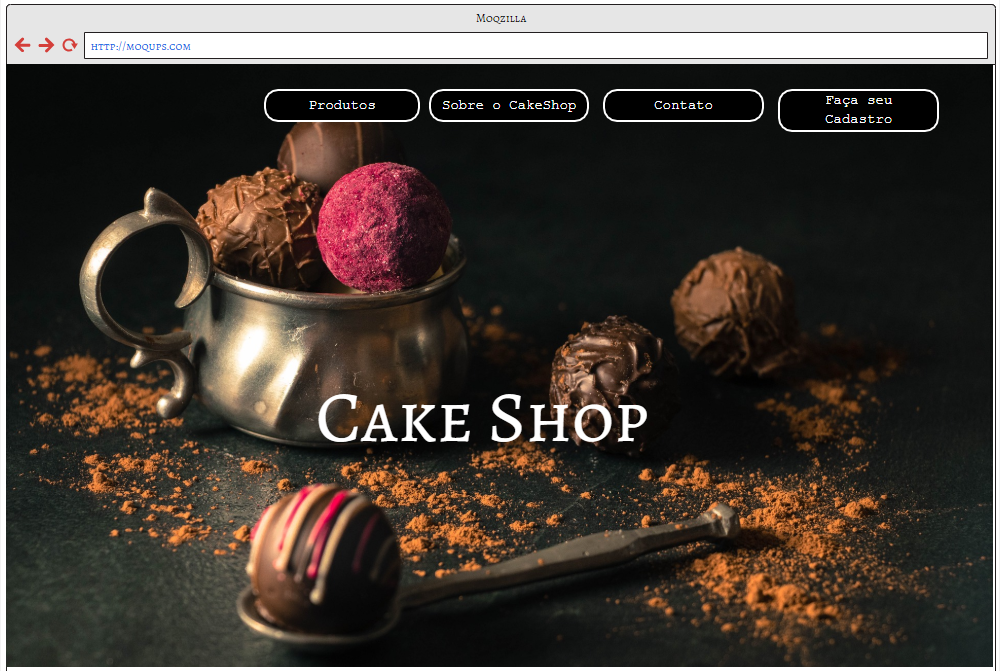 Moqzilla
http://moqups.com
Produtos
Sobre o CakeShop
Contato
Faça seu
Cadastro
Cake Shop